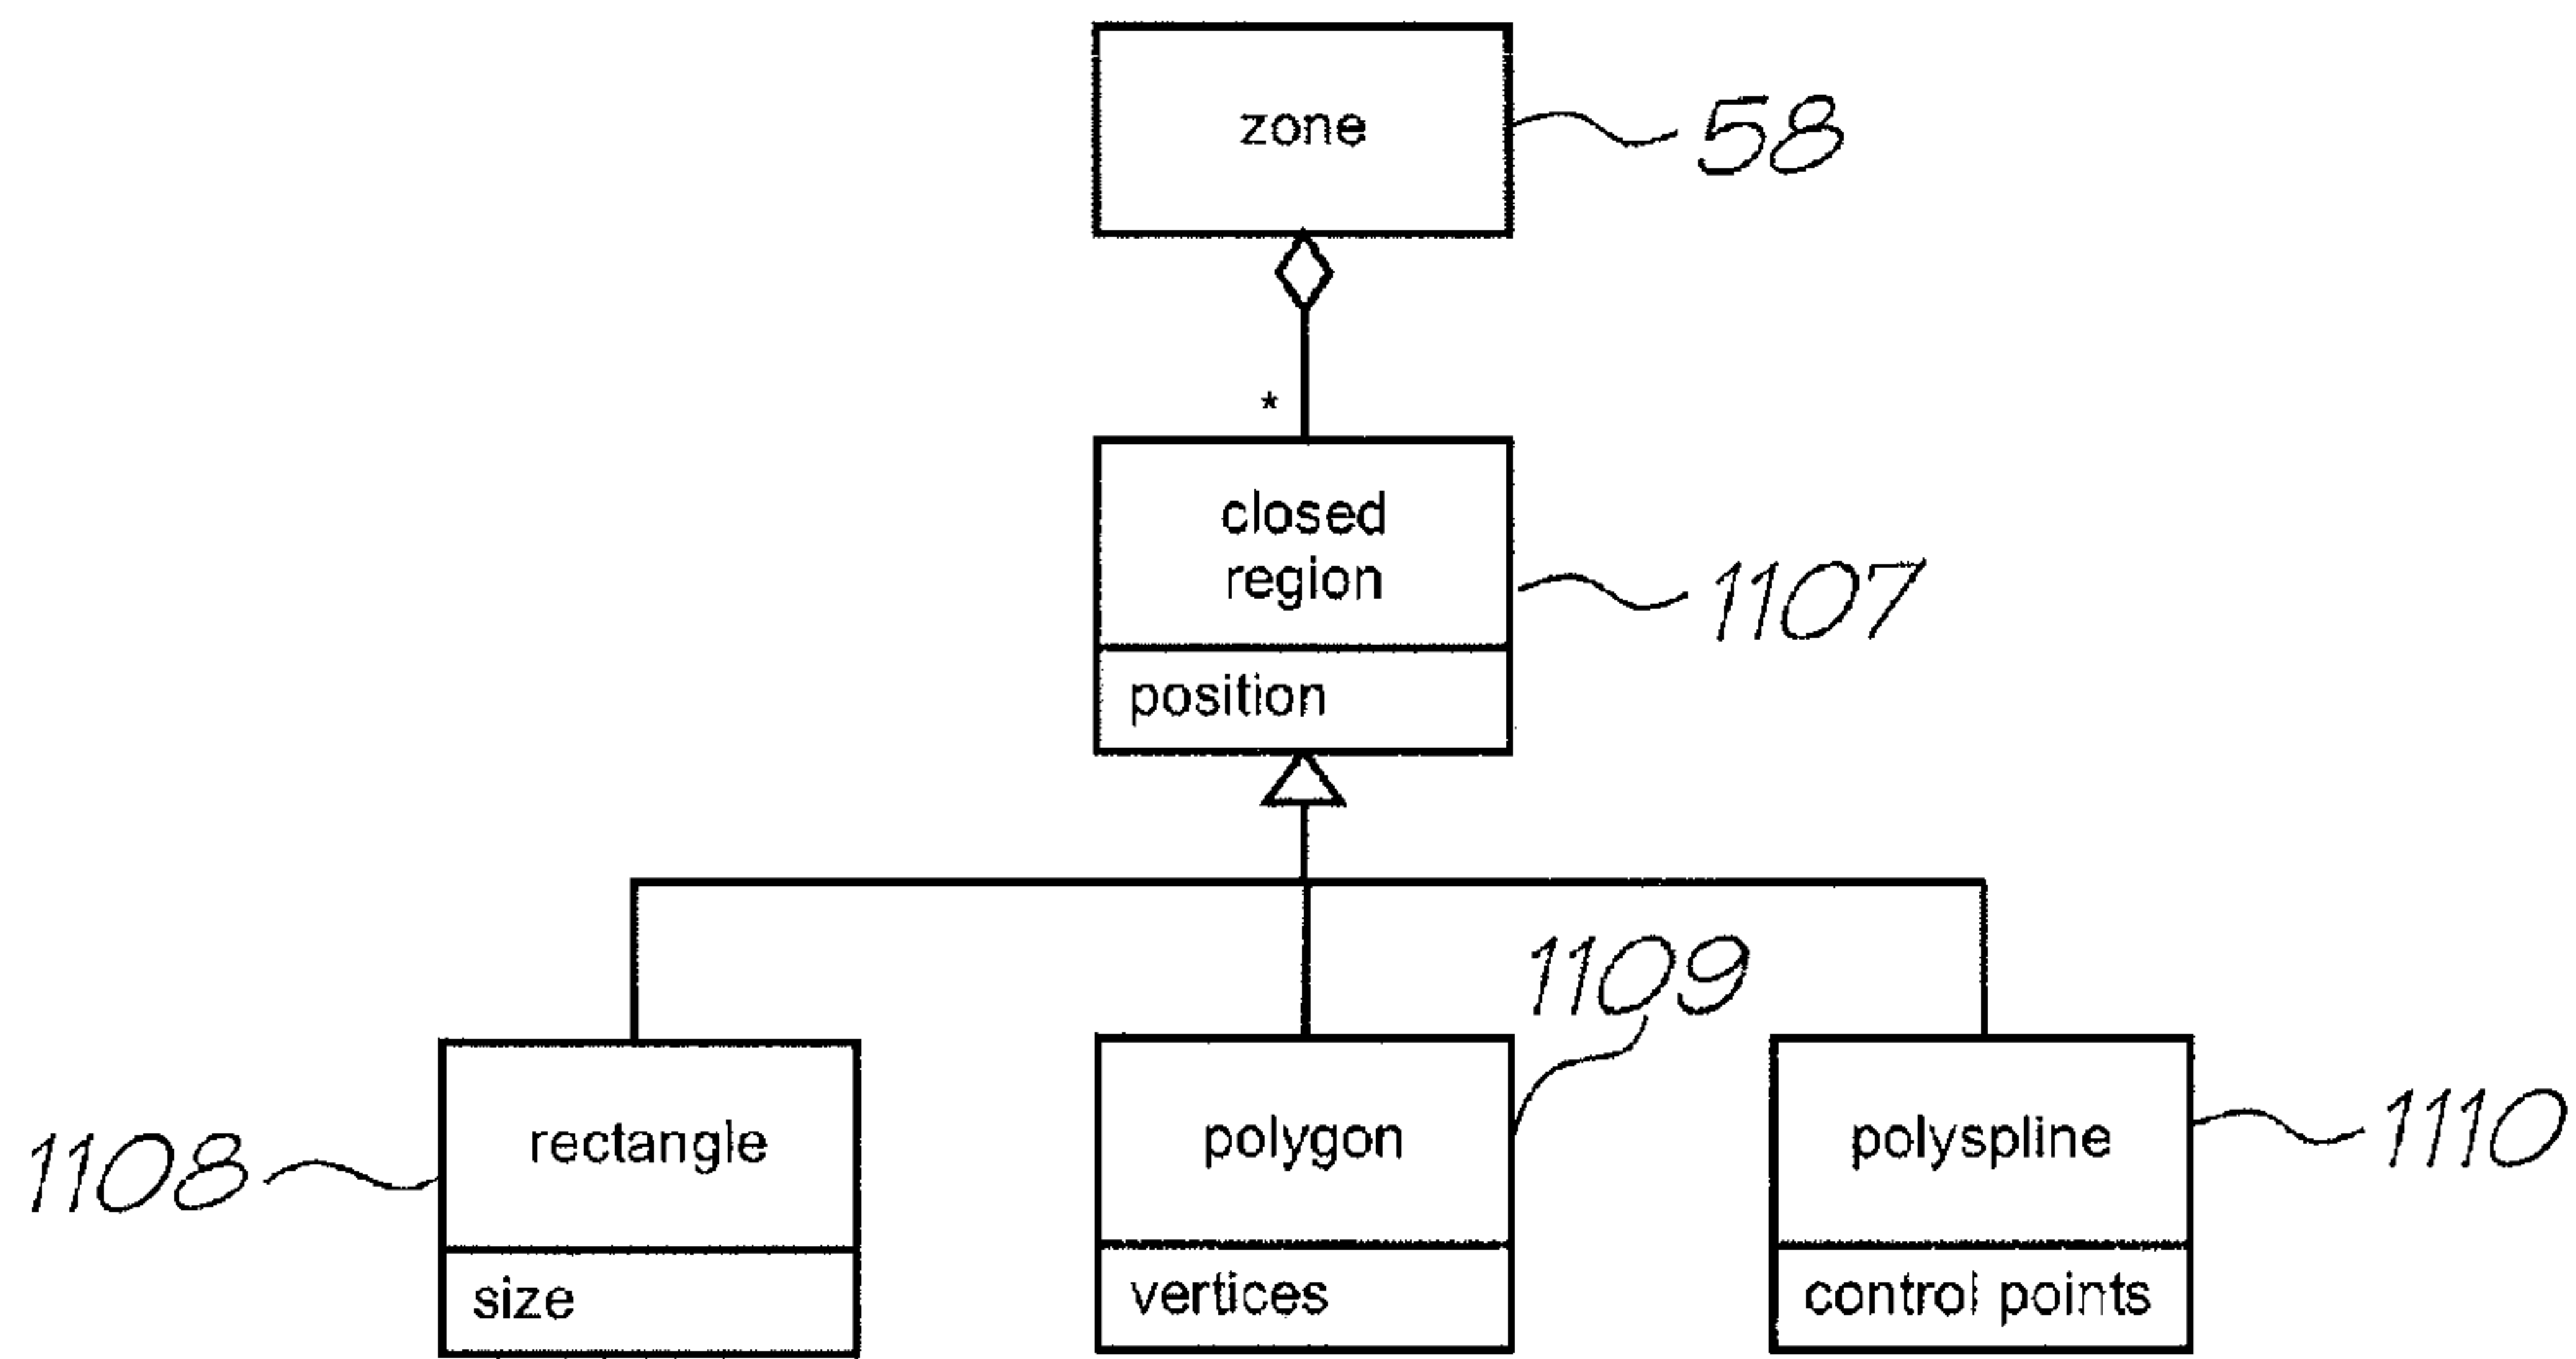 zone
58
*
closed
region
1107
position
1109
rectangle
polygon
polyspline
1108
1110
size
vertices
control points